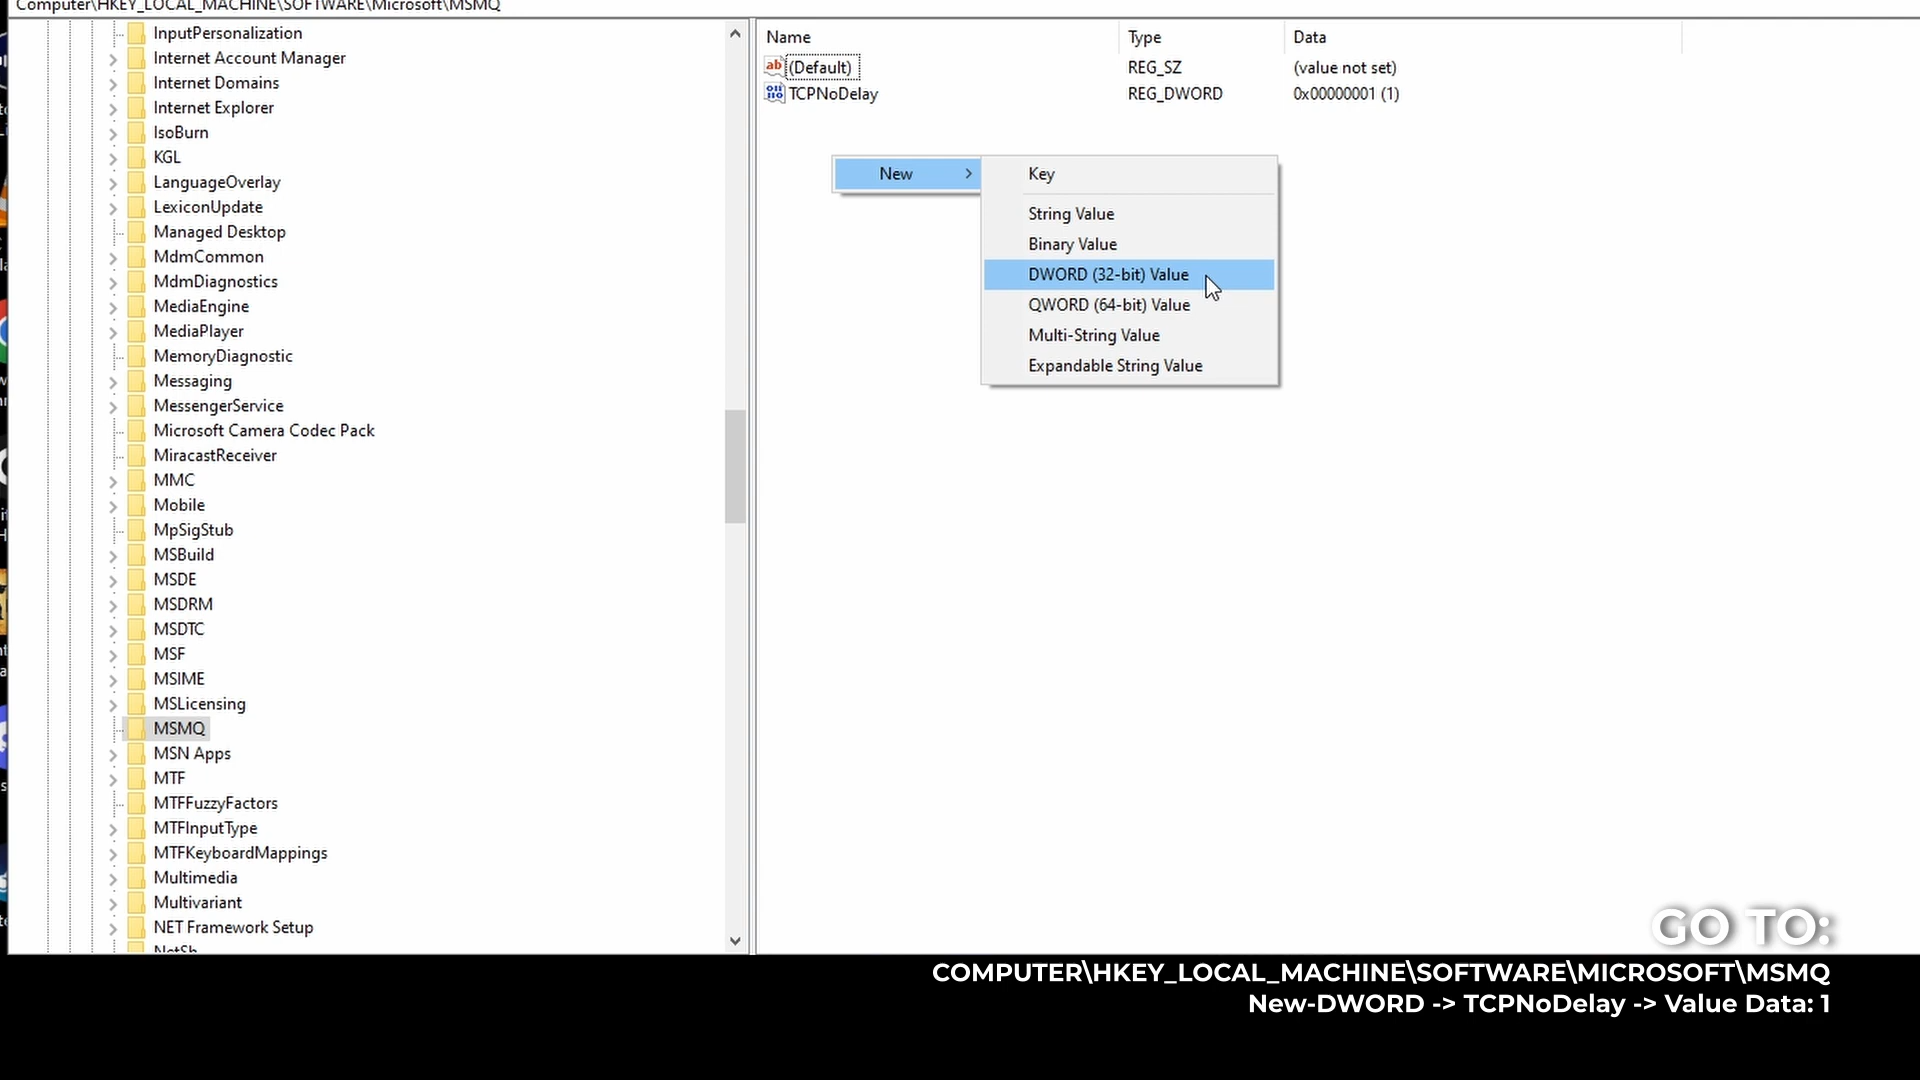 Computer\HKEY_LOCAL_MACHINE\SOFTWARE\Microsoft\MSMQ
InputPersonalization
Internet Account Manager
Internet Domains
Internet Explorer
IsoBurn
KGL
LanguageOverlay
LexiconUpdate
Managed Desktop
MdmCommon
MdmDiagnostics
MediaEngine
MediaPlayer
MemoryDiagnostic
Messaging
MessengerService
Microsoft Camera Codec Pack
MiracastReceiver
MMC
Mobile
MpSigStub
MSBuild
MSDE
MSDRM
MSDTC
MSF
MSIME
MSLicensing
MSMQ
MSN Apps
MTF
MTFFuzzyFactors
MTFInputType
MTFKeyboardMappings
Multimedia
Multivariant
NET Framework Setup
NetSh
Name Type Data
(Default) REG_SZ (value not set)
TCPNoDelay REG_DWORD 0x00000001 (1)
New
Key
String Value
Binary Value
DWORD (32-bit) Value
QWORD (64-bit) Value
Multi-String Value
Expandable String Value
GO TO:
COMPUTER\HKEY_LOCAL_MACHINE\SOFTWARE\MICROSOFT\MSMQ
New-DWORD -> TCPNoDelay -> Value Data: 1